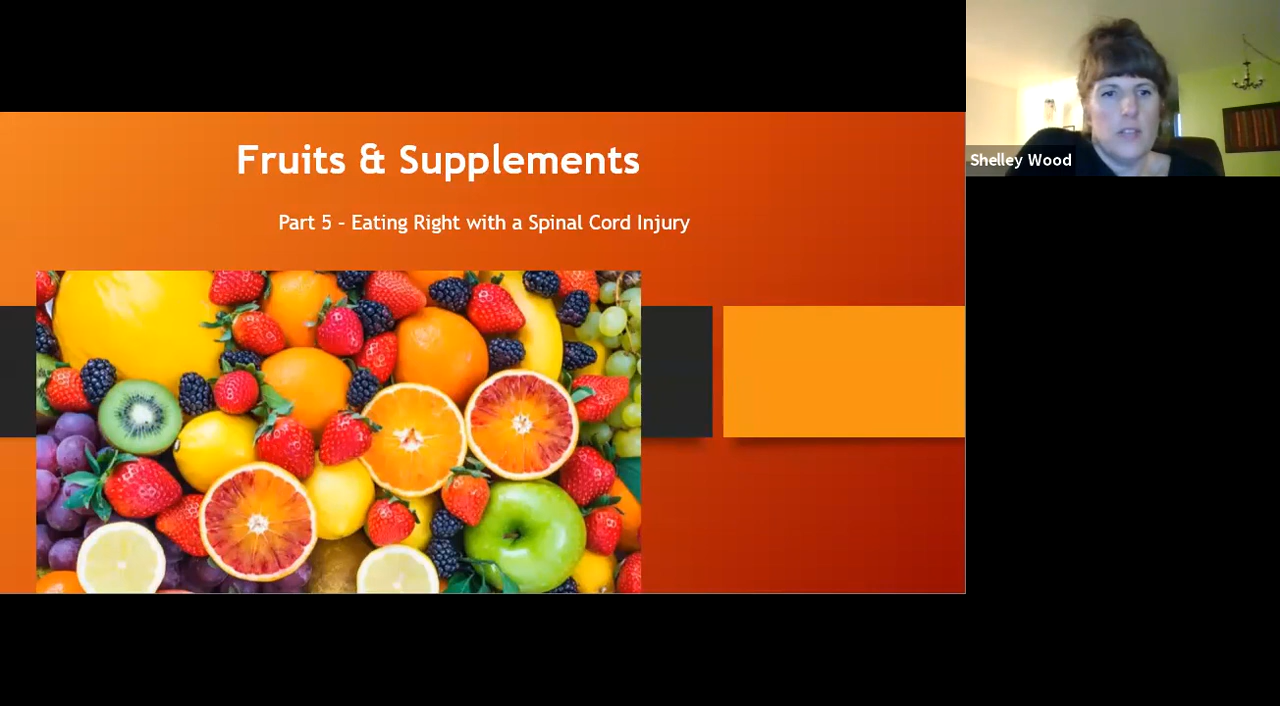 Fruits & Supplements
Part 5 - Eating Right with a Spinal Cord Injury
Shelley Wood